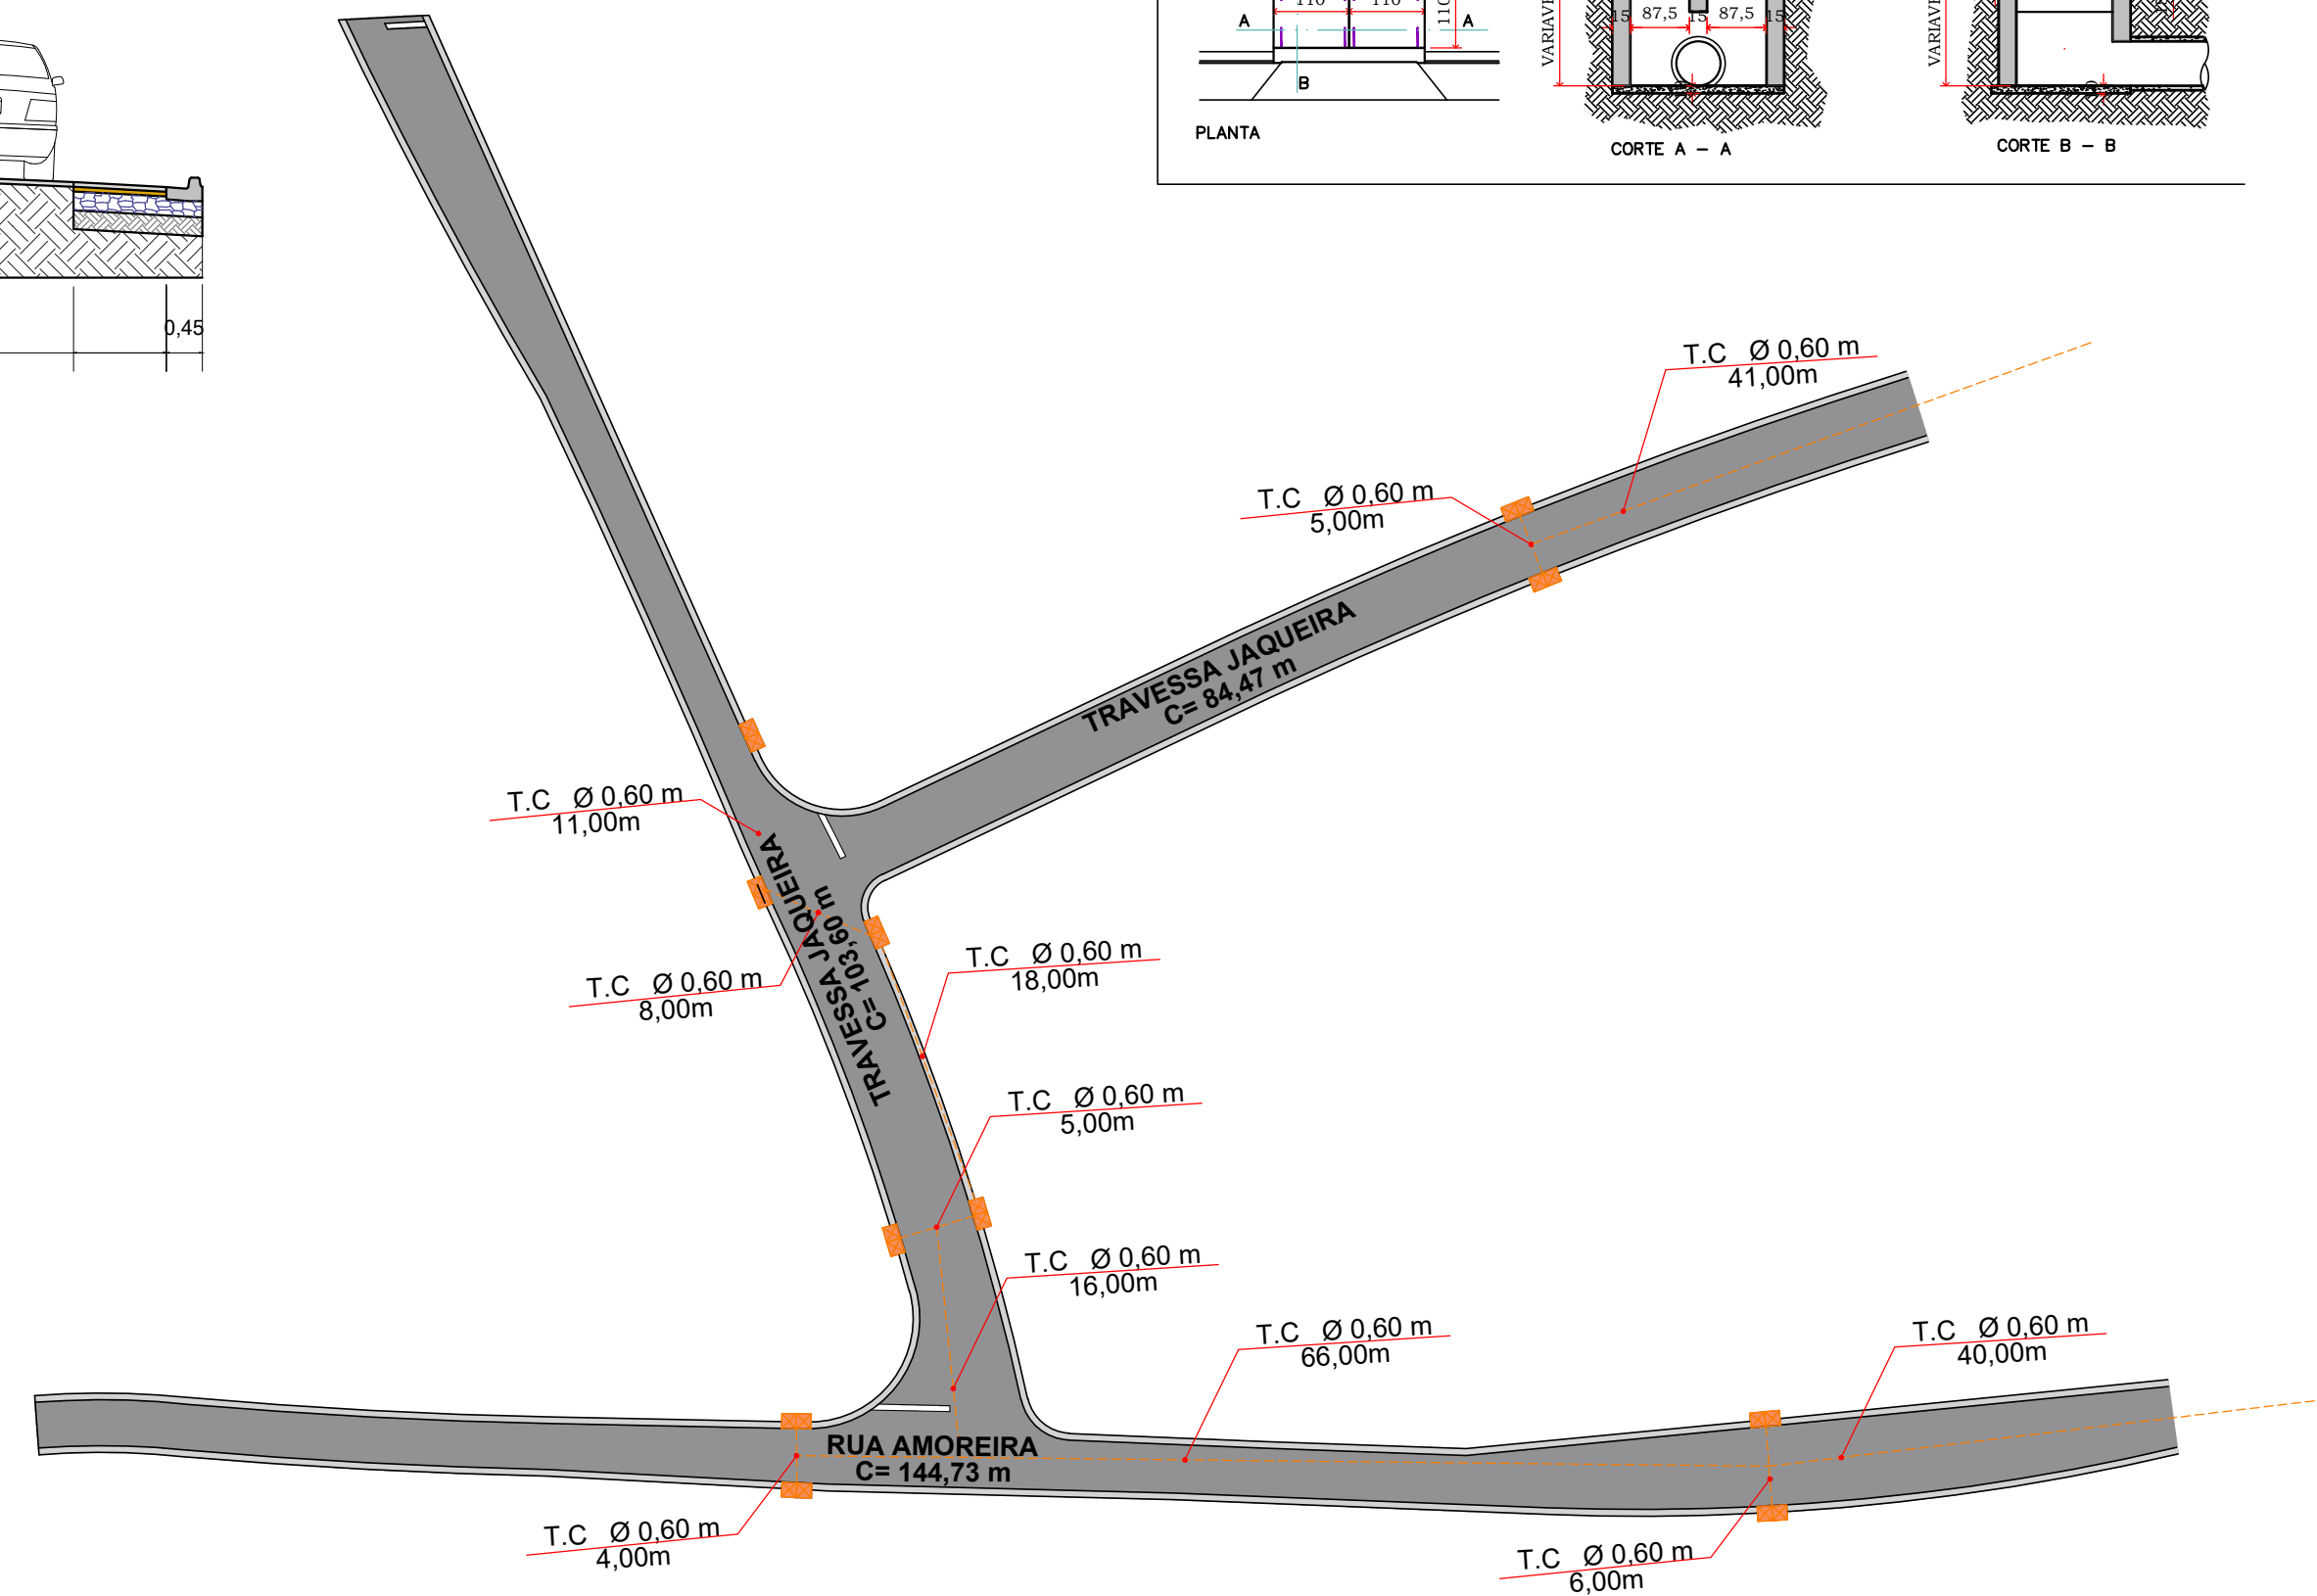 110
110
110
A
A
B
PLANTA
15
87,5
15
87,5
15
CORTE A – A
CORTE B – B
0,45
T.C Ø 0,60 m
41,00m
T.C Ø 0,60 m
5,00m
TRAVESSA JAQUEIRA
C= 84,47 m
T.C Ø 0,60 m
11,00m
TRAVESSA JAQUEIRA
C= 103,60 m
T.C Ø 0,60 m
18,00m
T.C Ø 0,60 m
8,00m
T.C Ø 0,60 m
5,00m
T.C Ø 0,60 m
16,00m
T.C Ø 0,60 m
66,00m
T.C Ø 0,60 m
40,00m
RUA AMOREIRA
C= 144,73 m
T.C Ø 0,60 m
4,00m
T.C Ø 0,60 m
6,00m